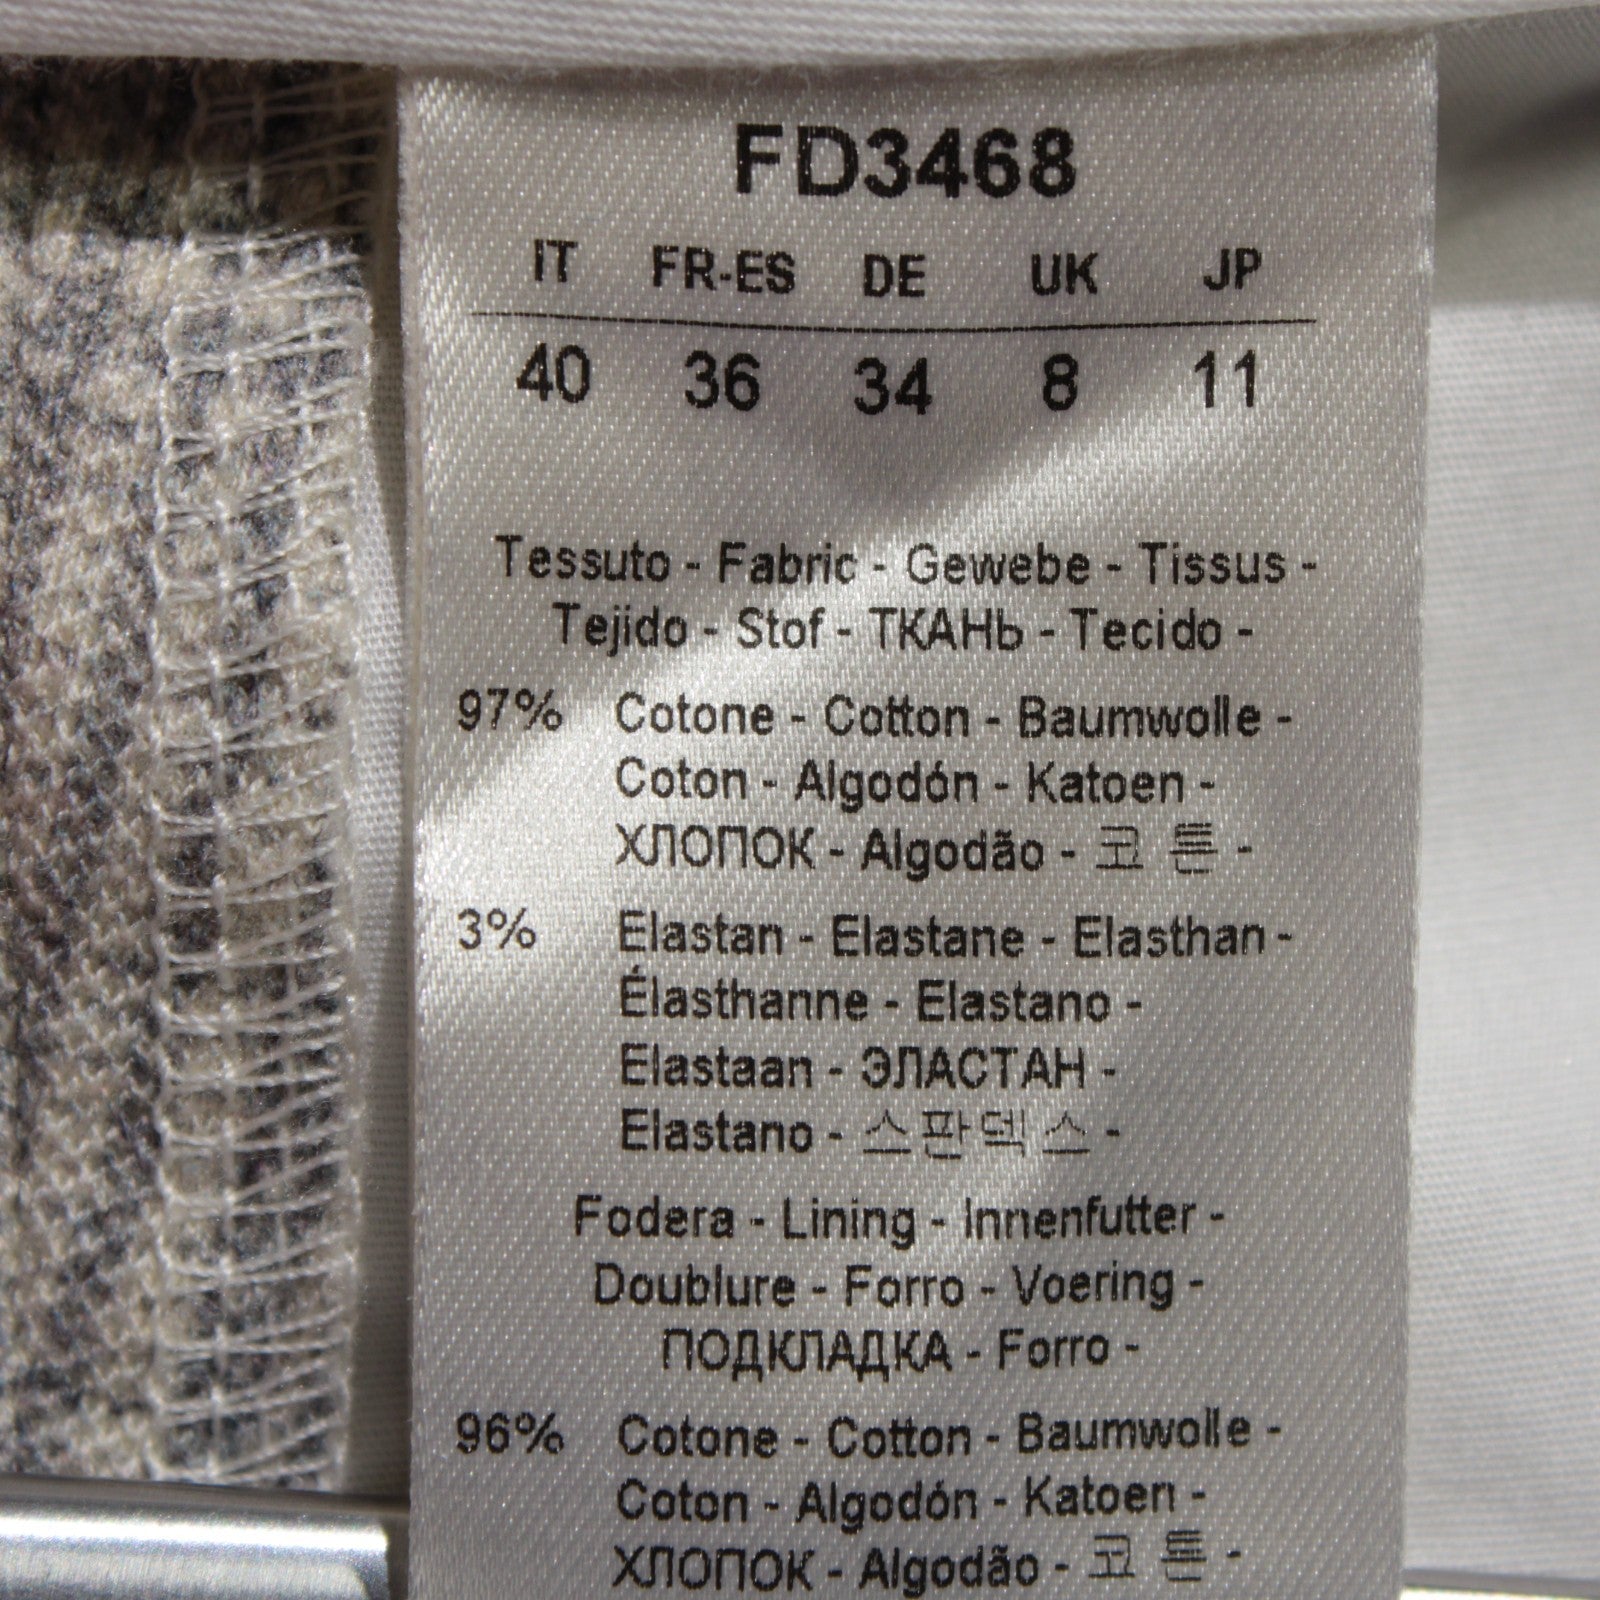 FD3468
IT FR-ES DE UK JP
40 36 34 8 11
Tessuto - Fabric - Gewebe - Tissus -
Tejido - Stof - ТКАНЬ - Tecido -
97% Cotone - Cotton - Baumwolle -
Coton - Algodón - Katoen -
ХЛОПОК - Algodão - 코 튼 -
3% Elastan - Elastane - Elasthan -
Élasthanne - Elastano -
Elastaan - ЭЛАСТАН -
Elastano - 스판덱스 -
Fodera - Lining - Innenfutter -
Doublure - Forro - Voering -
ПОДКЛАДКА - Forro -
96% Cotone - Cotton - Baumwolle -
Coton - Algodón - Katoen -
ХЛОПОК - Algodão - 코 튼 -